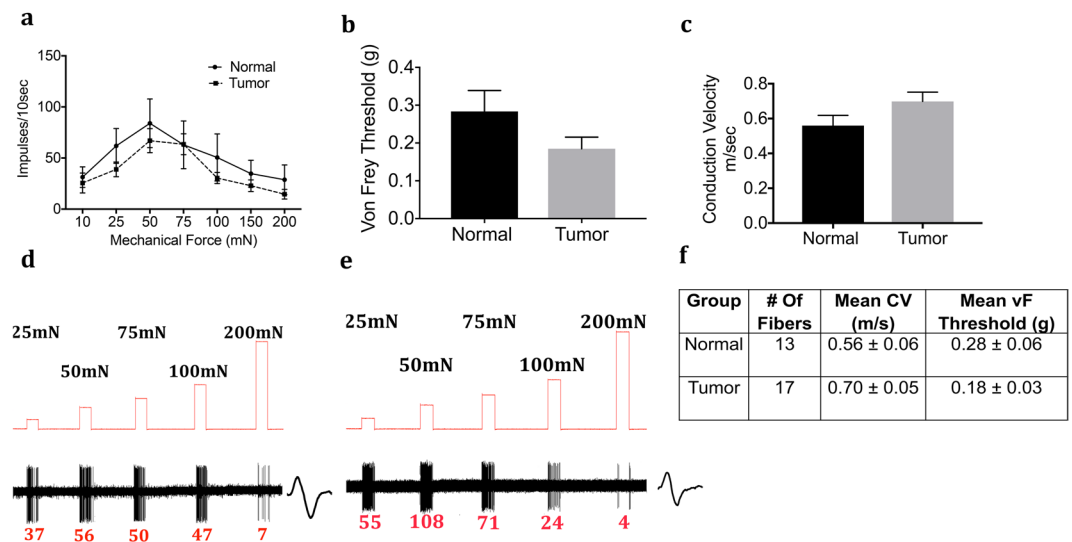 a
150
100
50
0
Impulses/10sec
Normal
Tumor
10 25 50 75 100 150 200
Mechanical Force (mN)
b
Von Frey Threshold (g)
0.4
0.3
0.2
0.1
0.0
Normal Tumor
c
Conduction Velocity
m/sec
0.8
0.6
0.4
0.2
0.0
Normal Tumor
d
25mN 75mN 200mN
50mN 100mN
37 56 50 47 7
e
25mN 75mN 200mN
50mN 100mN
55 108 71 24 4
f
Group # Of Fibers Mean CV (m/s) Mean vF Threshold (g)
Normal 13 0.56 ± 0.06 0.28 ± 0.06
Tumor 17 0.70 ± 0.05 0.18 ± 0.03